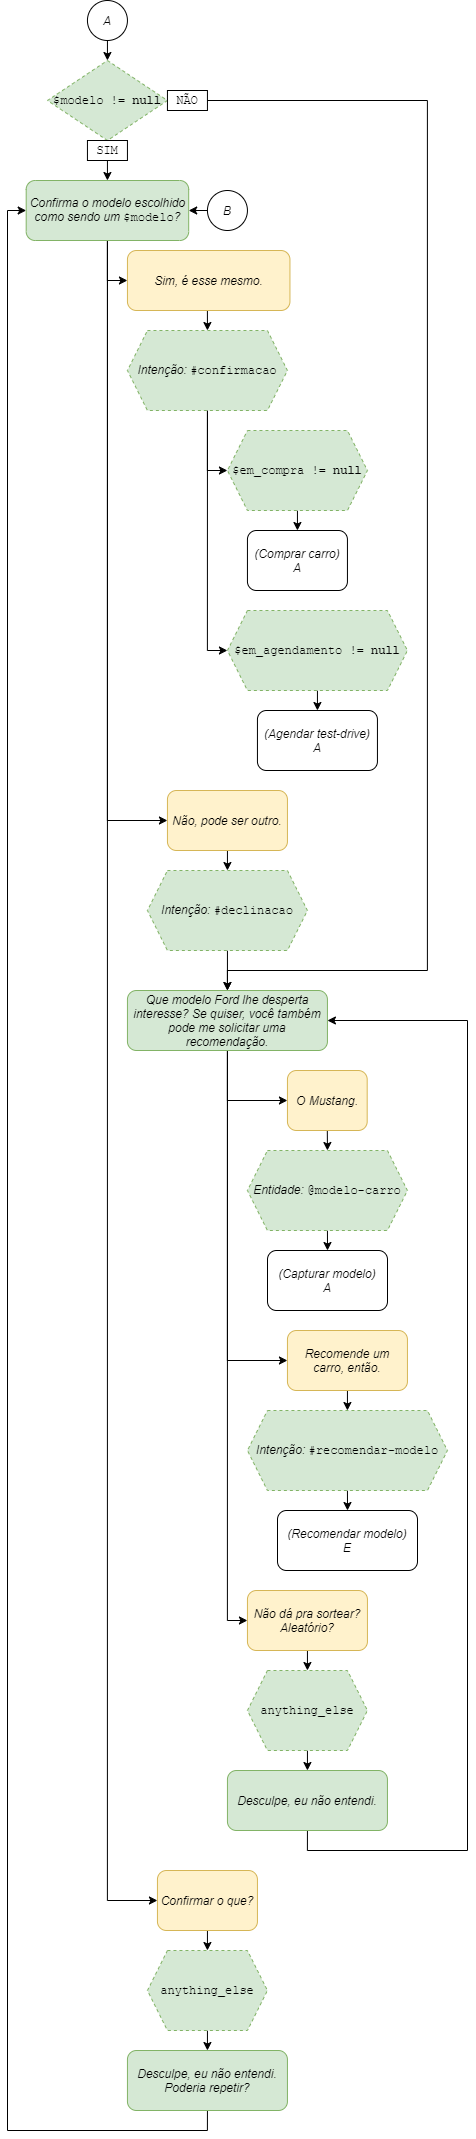 A
$modelo != null
NÃO
SIM
Confirma o modelo escolhido
como sendo um $modelo?
B
Sim, é esse mesmo.
Intenção: #confirmacao
$em_compra != null
(Comprar carro)
A
$em_agendamento != null
(Agendar test-drive)
A
Não, pode ser outro.
Intenção: #declinacao
Que modelo Ford lhe desperta
interesse? Se quiser, você também
pode me solicitar uma
recomendação.
O Mustang.
Entidade: @modelo-carro
(Capturar modelo)
A
Recomende um
carro, então.
Intenção: #recomendar-modelo
(Recomendar modelo)
E
Não dá pra sortear?
Aleatório?
anything_else
Desculpe, eu não entendi.
Confirmar o que?
anything_else
Desculpe, eu não entendi.
Poderia repetir?